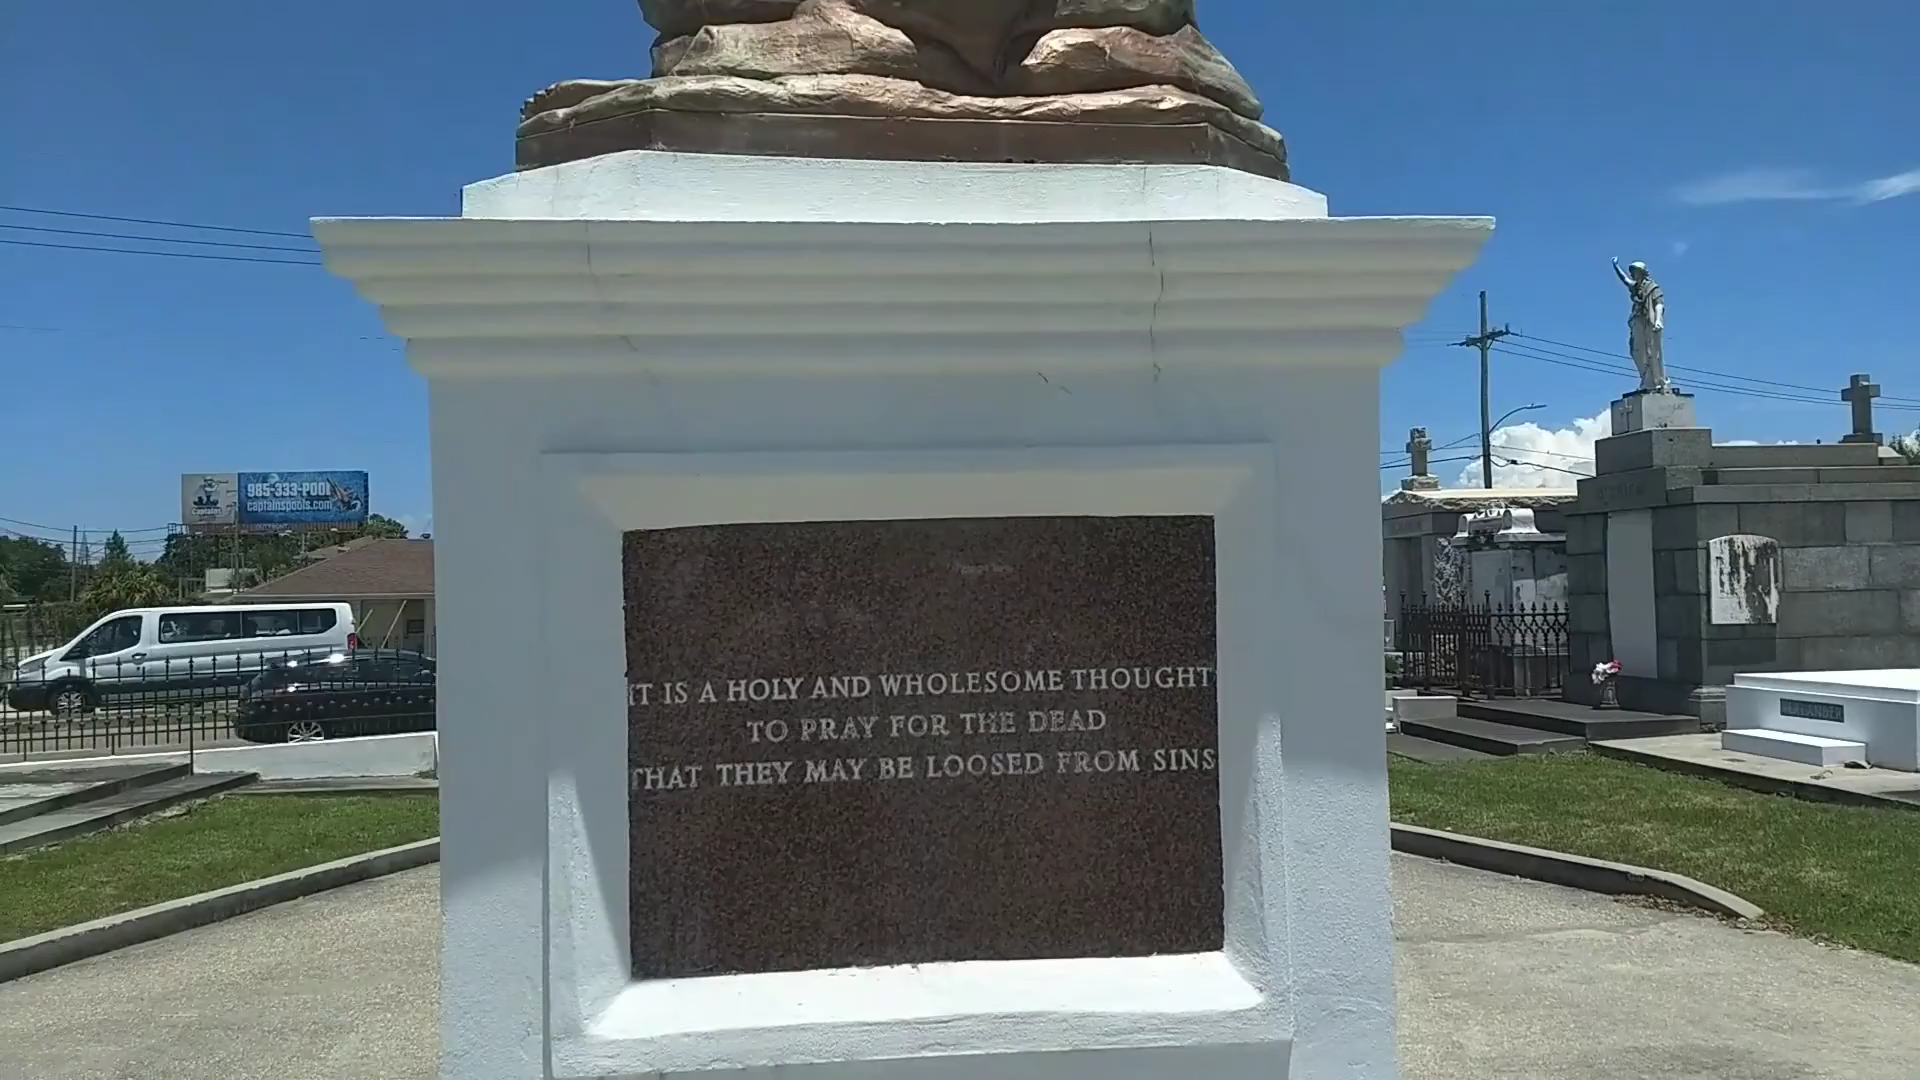 985-333-POOL
captainspools.com
Captains
IT IS A HOLY AND WHOLESOME THOUGHT
TO PRAY FOR THE DEAD
THAT THEY MAY BE LOOSED FROM SINS